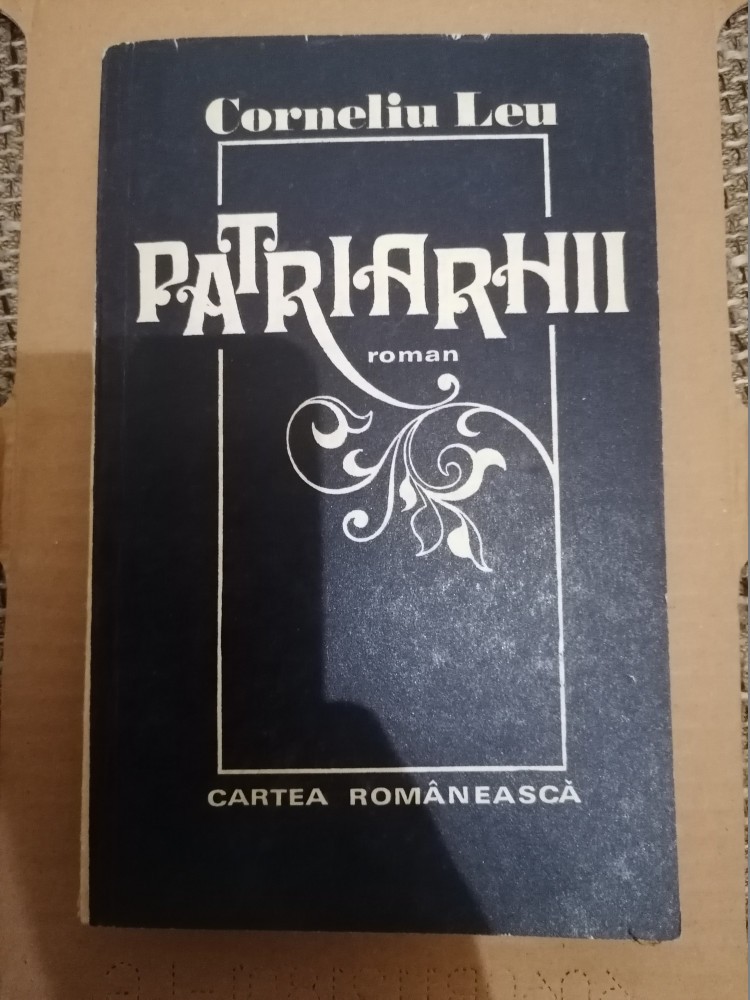 Corneliu Leu
PATRIARHII
roman
CARTEA ROMÂNEASCĂ